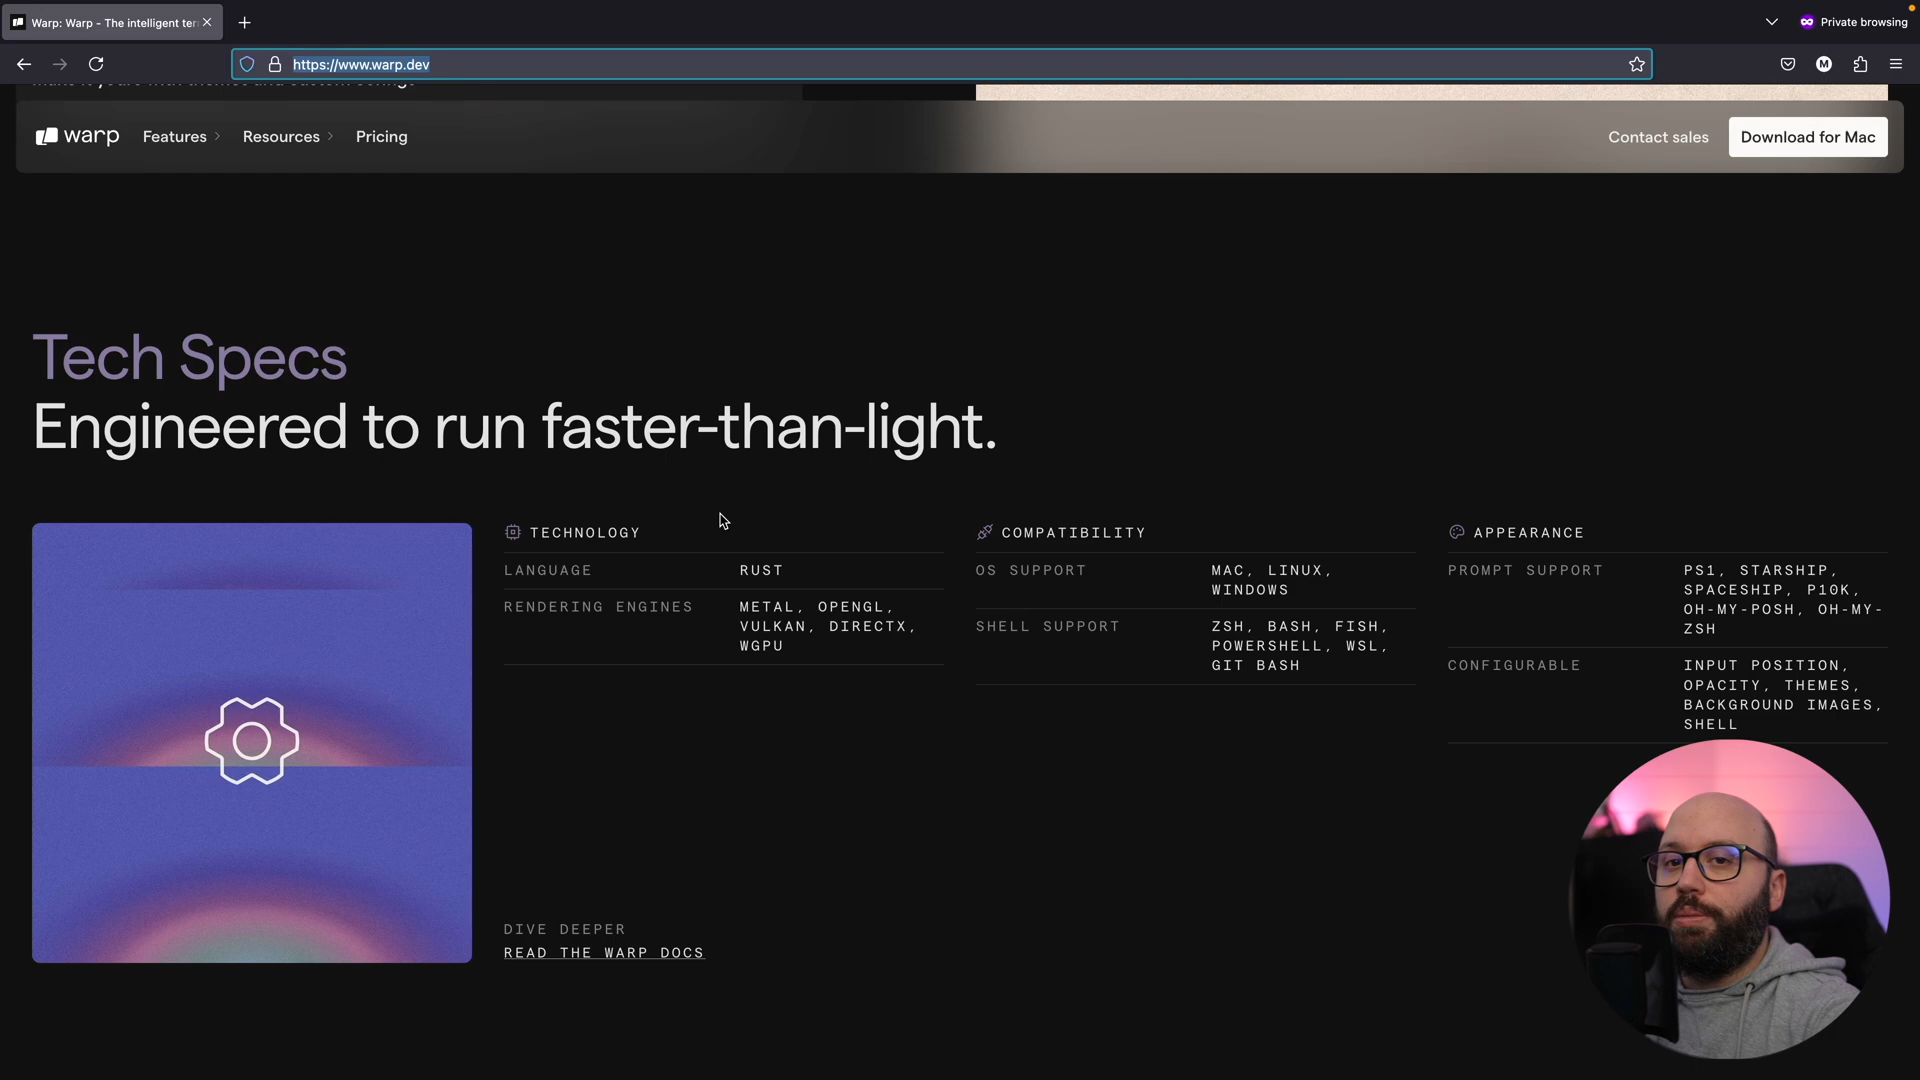 Warp: Warp - The intelligent ter
Private browsing
https://www.warp.dev
M
warp
Features
Resources
Pricing
Contact sales
Download for Mac
Tech Specs
Engineered to run faster-than-light.
TECHNOLOGY
LANGUAGE
RUST
RENDERING ENGINES
METAL, OPENGL,
VULKAN, DIRECTX,
WGPU
COMPATIBILITY
OS SUPPORT
MAC, LINUX,
WINDOWS
SHELL SUPPORT
ZSH, BASH, FISH,
POWERSHELL, WSL,
GIT BASH
APPEARANCE
PROMPT SUPPORT
PS1, STARSHIP,
SPACESHIP, P10K,
OH-MY-POSH, OH-MY-
ZSH
CONFIGURABLE
INPUT POSITION,
OPACITY, THEMES,
BACKGROUND IMAGES,
SHELL
DIVE DEEPER
READ THE WARP DOCS